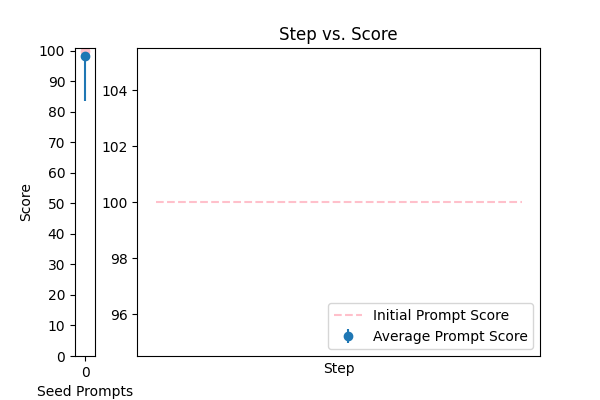 Step vs. Score
Score
100
90
80
70
60
50
40
30
20
10
0
0
Seed Prompts
104
102
100
98
96
Initial Prompt Score
Average Prompt Score
Step